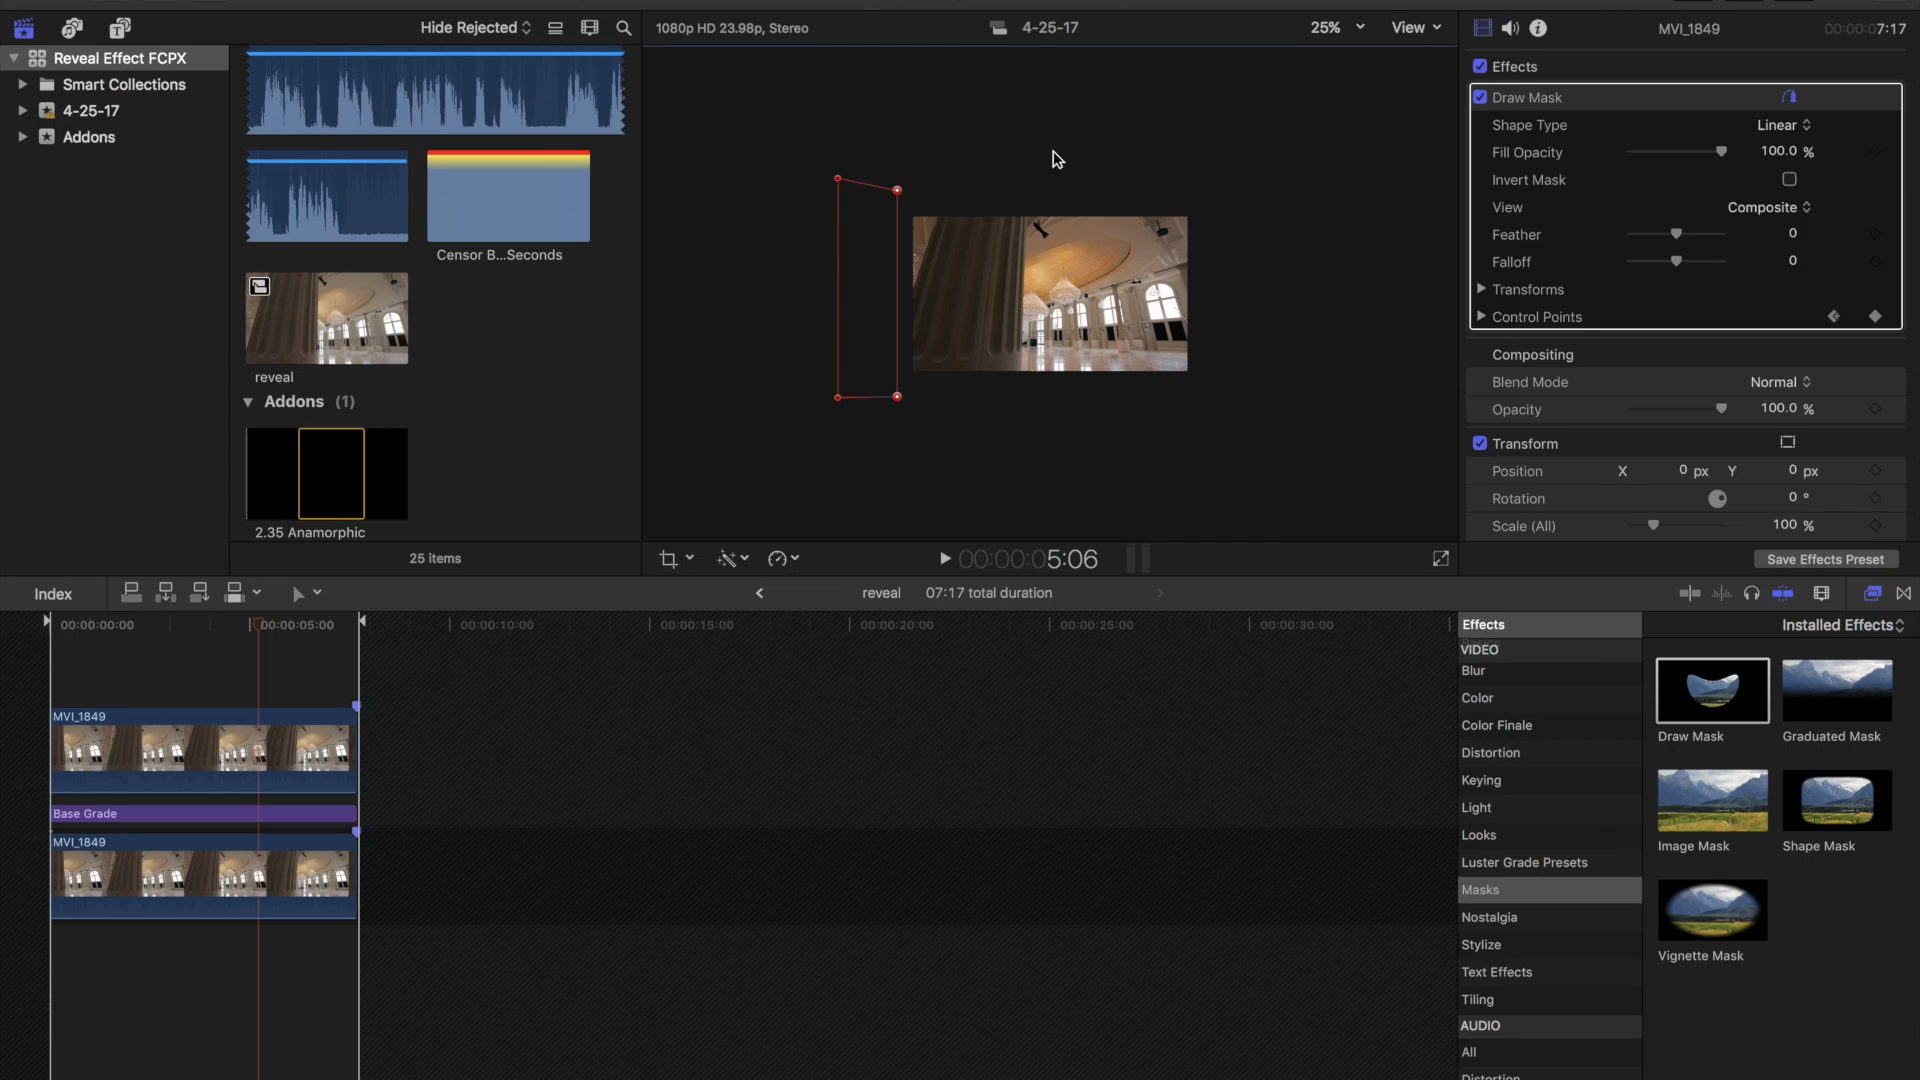 Hide Rejected
1080p HD 23.98p, Stereo
4-25-17
25%
View
MVI_1849
00:00:07:17
Reveal Effect FCPX
Smart Collections
4-25-17
Addons
Censor B...Seconds
reveal
Addons (1)
2.35 Anamorphic
25 items
00:00:05:06
Effects
Draw Mask
Shape Type Linear
Fill Opacity 100.0 %
Invert Mask
View Composite
Feather 0
Falloff 0
Transforms
Control Points
Compositing
Blend Mode Normal
Opacity 100.0 %
Transform
Position X 0 px Y 0 px
Rotation 0 °
Scale (All) 100 %
Save Effects Preset
Index
reveal 07:17 total duration
00:00:00:00
00:00:05:00
00:00:10:00
00:00:15:00
00:00:20:00
00:00:25:00
00:00:30:00
MVI_1849
Base Grade
MVI_1849
Effects
Installed Effects
VIDEO
Blur
Color
Color Finale
Distortion
Keying
Light
Looks
Luster Grade Presets
Masks
Nostalgia
Stylize
Text Effects
Tiling
AUDIO
All
Distortion
Draw Mask
Graduated Mask
Image Mask
Shape Mask
Vignette Mask